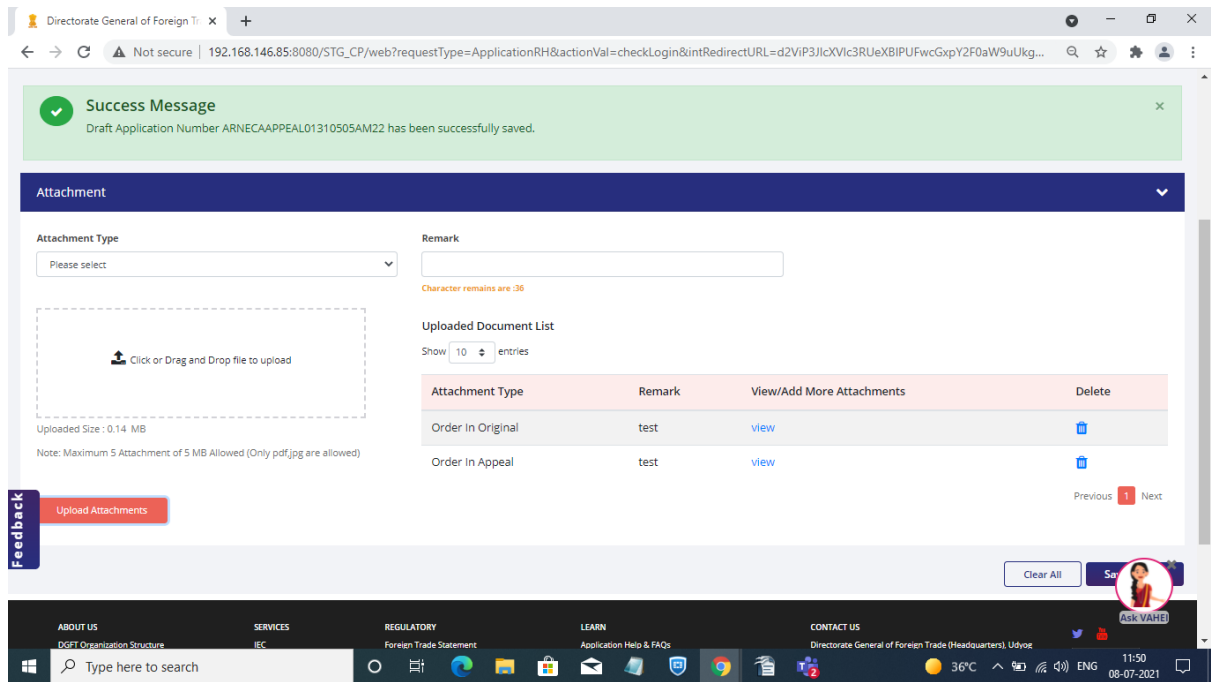 Directorate General of Foreign Tr
Not secure | 192.168.146.85:8080/STG_CP/web?requestType=ApplicationRH&actionVal=checkLogin&intRedirectURL=d2ViP3JlcXVlc3RUeXBlPUFwcGxpY2F0aW9uUkg...
Success Message
Draft Application Number ARNECAAPPEAL01310505AM22 has been successfully saved.
Attachment
Attachment Type
Remark
Please select
Character remains are :36
Click or Drag and Drop file to upload
Uploaded Size : 0.14 MB
Note: Maximum 5 Attachment of 5 MB Allowed (Only pdf,jpg are allowed)
Upload Attachments
Feedback
Uploaded Document List
Show 10 entries
Attachment Type Remark View/Add More Attachments Delete
Order In Original test view
Order In Appeal test view
Previous 1 Next
Clear All
Ask VAHEI
ABOUT US SERVICES REGULATORY LEARN CONTACT US
DGFT Organization Structure IEC Foreign Trade Statement Application Help & FAQs Directorate General of Foreign Trade (Headquarters), Udyog
You
Type here to search
2
36°C ENG
11:50
08-07-2021